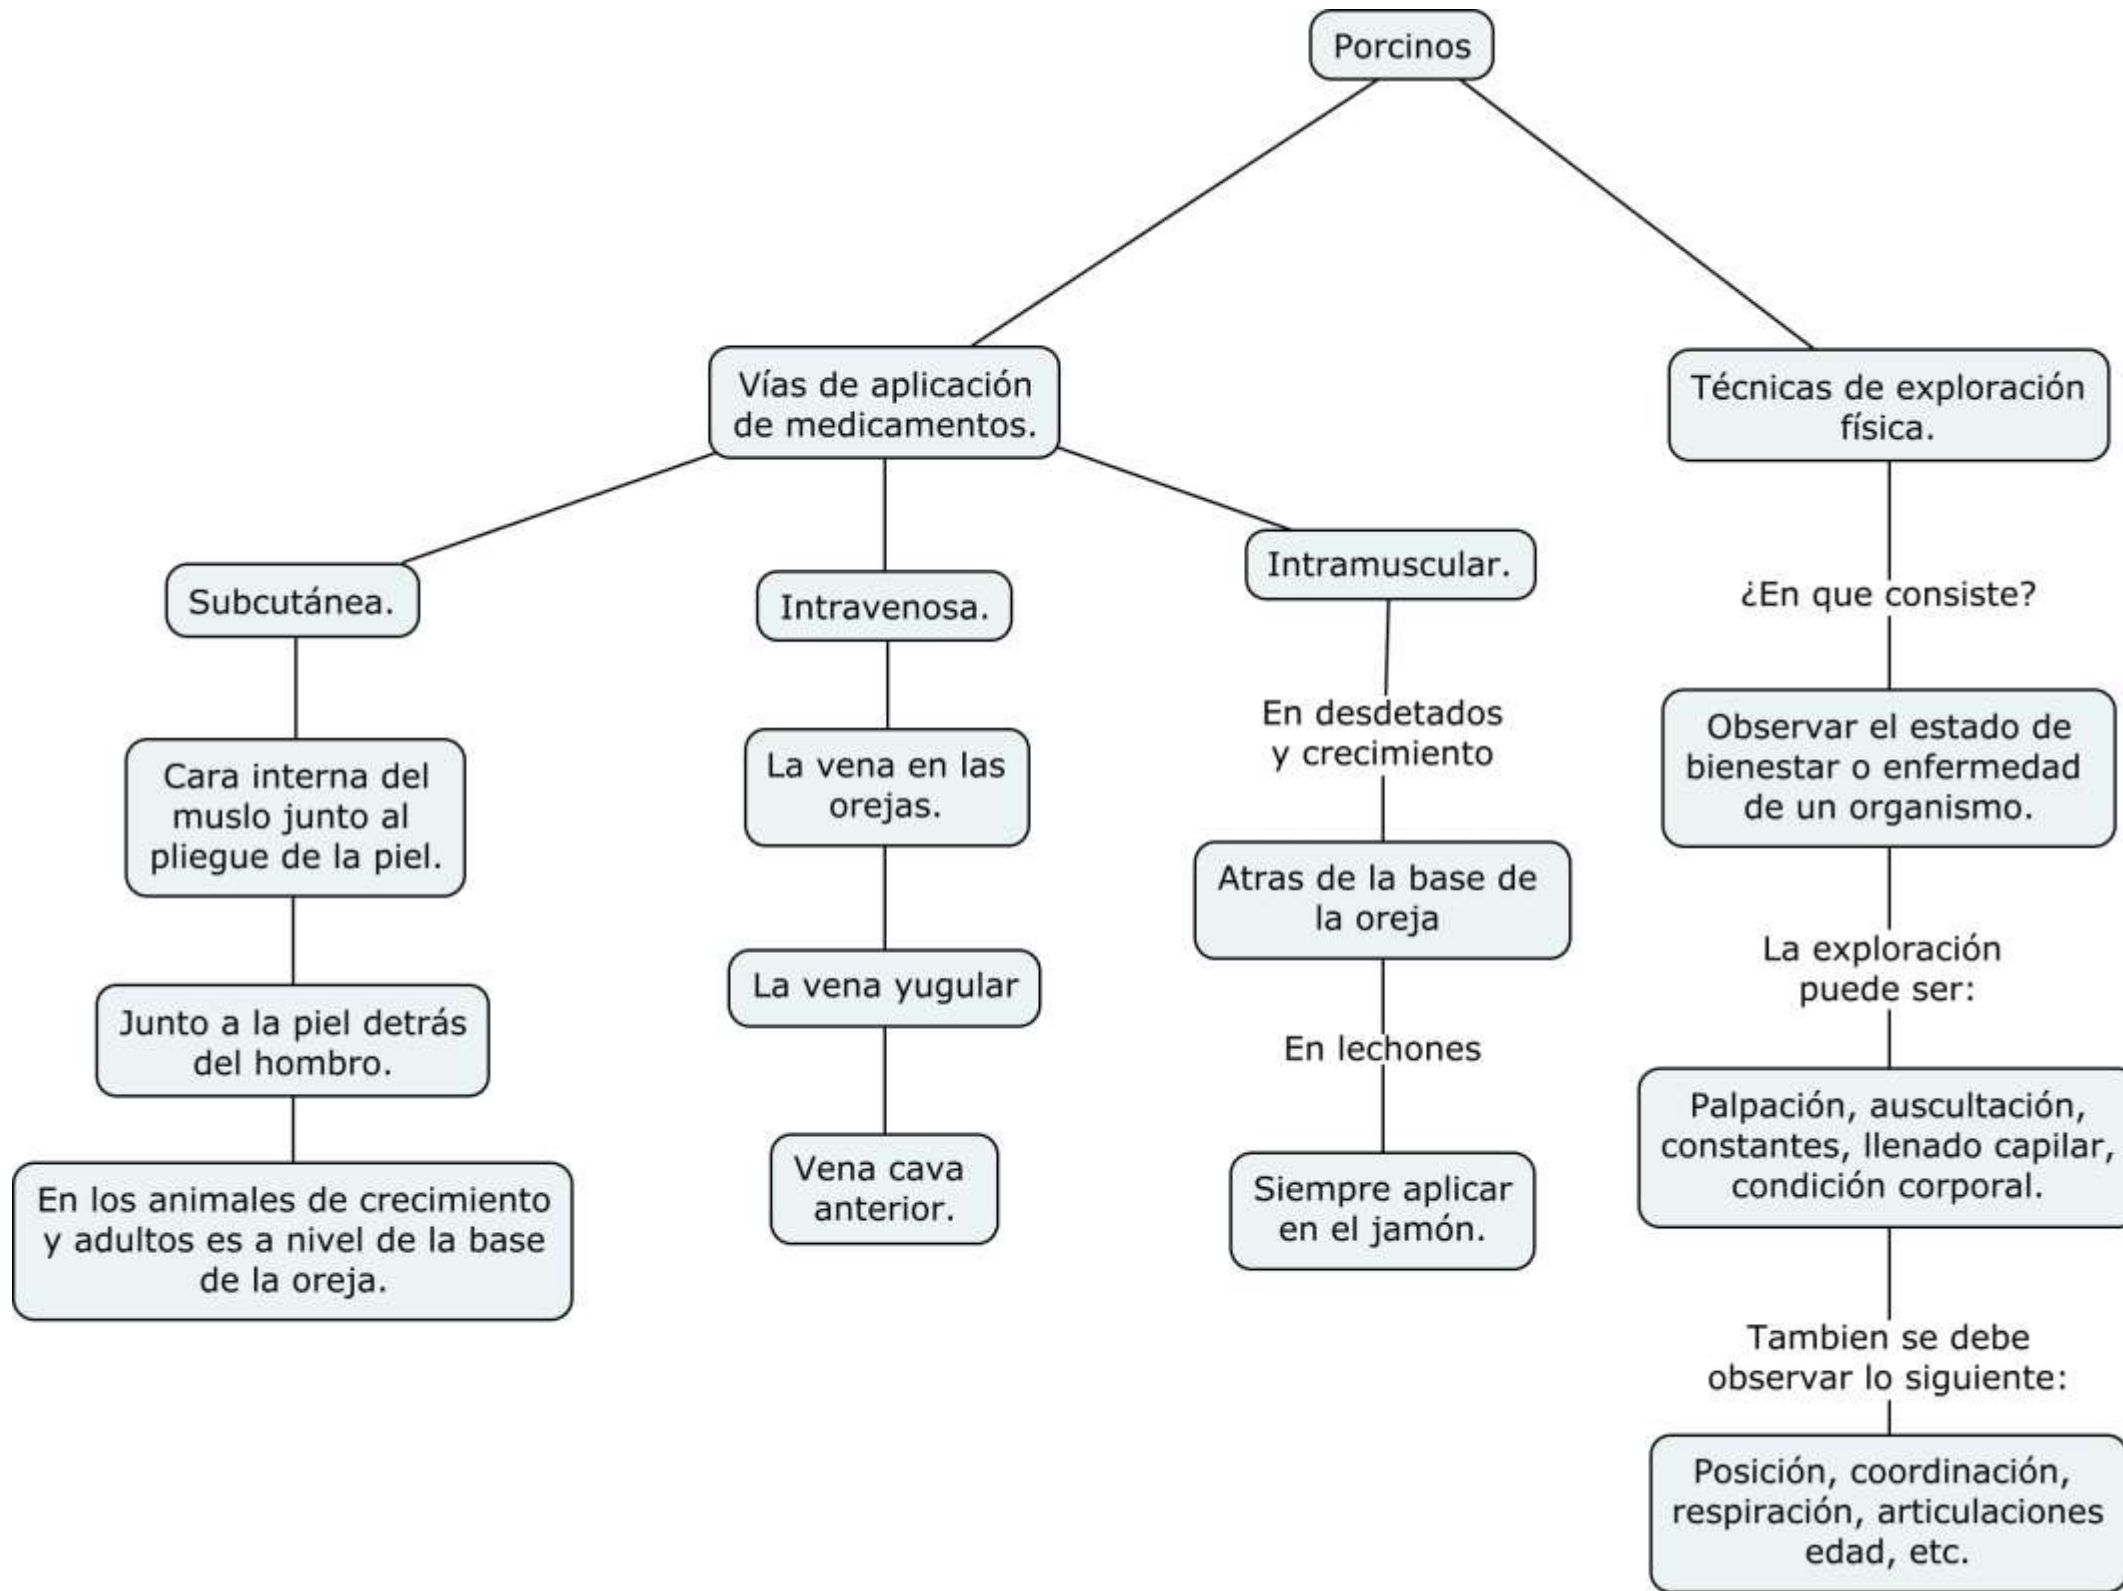 Porcinos
Vías de aplicación
de medicamentos.
Subcutánea.
Cara interna del
muslo junto al
pliegue de la piel.
Junto a la piel detrás
del hombro.
En los animales de crecimiento
y adultos es a nivel de la base
de la oreja.
Intravenosa.
La vena en las
orejas.
La vena yugular
Vena cava
anterior.
Intramuscular.
En desdetados
y crecimiento
Atras de la base de
la oreja
En lechones
Siempre aplicar
en el jamón.
Técnicas de exploración
física.
¿En que consiste?
Observar el estado de
bienestar o enfermedad
de un organismo.
La exploración
puede ser:
Palpación, auscultación,
constantes, llenado capilar,
condición corporal.
Tambien se debe
observar lo siguiente:
Posición, coordinación,
respiración, articulaciones
edad, etc.